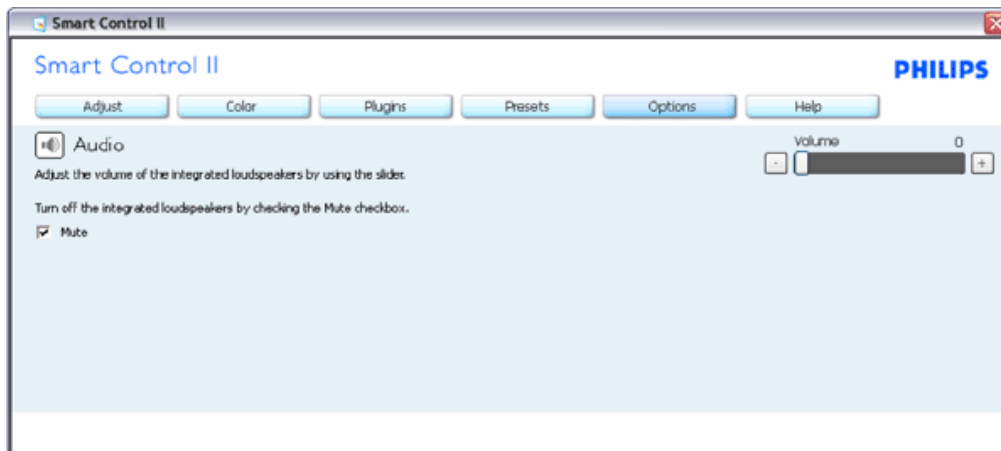 Smart Control II
Smart Control II
PHILIPS
Adjust
Color
Plugins
Presets
Options
Help
Audio
Volume 0
- +
Adjust the volume of the integrated loudspeakers by using the slider.
Turn off the integrated loudspeakers by checking the Mute checkbox.
Mute